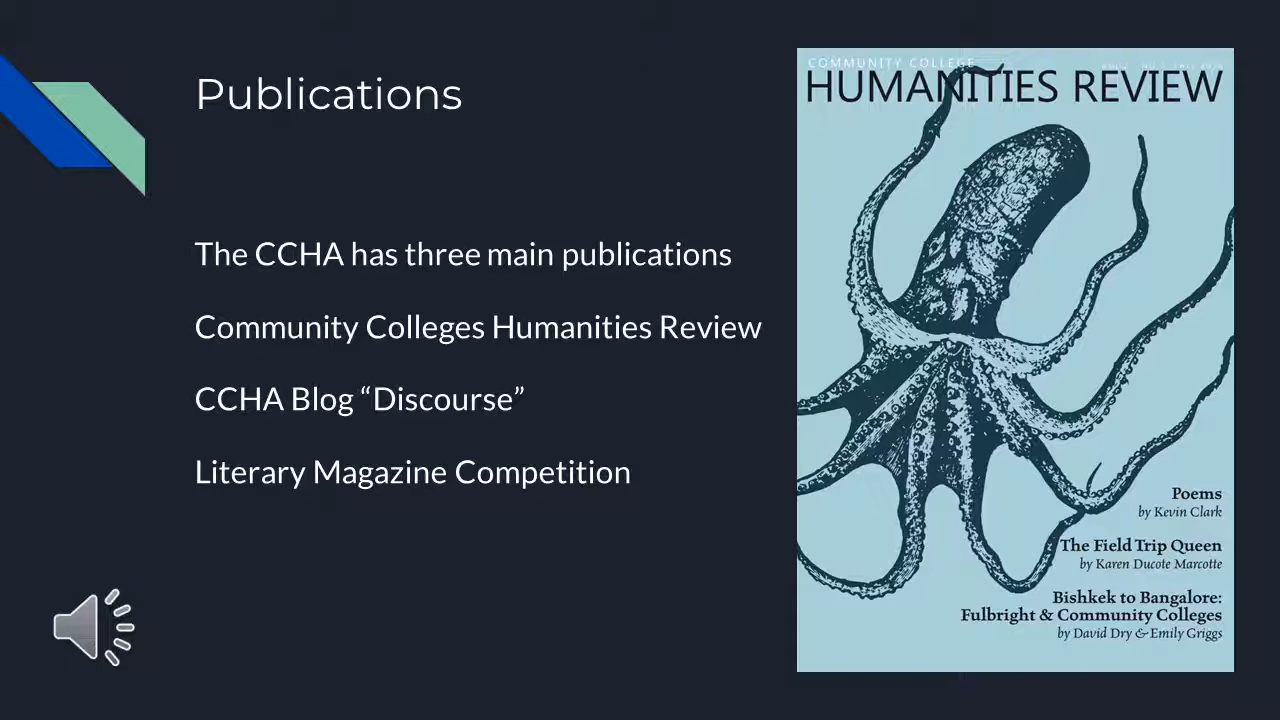 Publications
The CCHA has three main publications
Community Colleges Humanities Review
CCHA Blog “Discourse”
Literary Magazine Competition
COMMUNITY COLLEGE
HUMANITIES REVIEW
Poems
by Kevin Clark
The Field Trip Queen
by Karen Ducote Marcotte
Bishkek to Bangalore:
Fulbright & Community Colleges
by David Dry & Emily Griggs